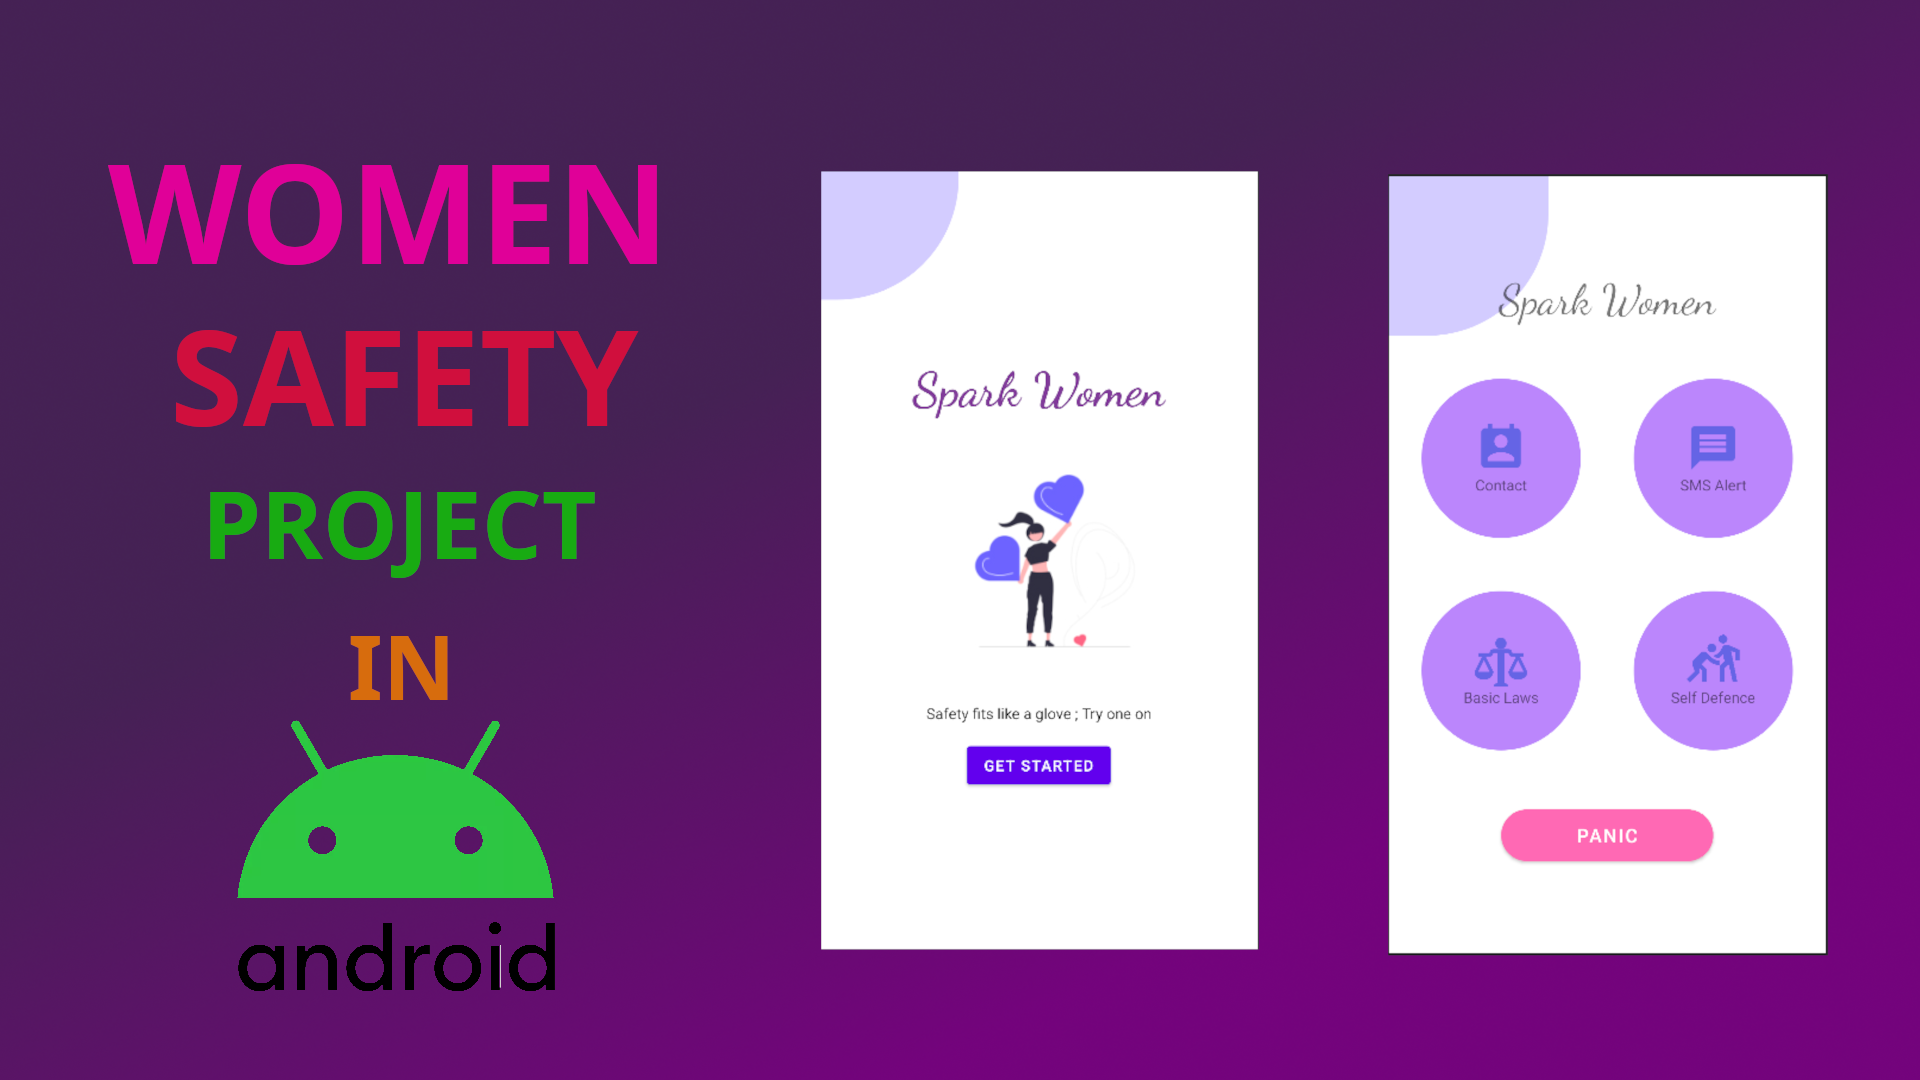 WOMEN
SAFETY
PROJECT
IN
android
Spark Women
Safety fits like a glove ; Try one on
GET STARTED
Spark Women
Contact
SMS Alert
Basic Laws
Self Defence
PANIC